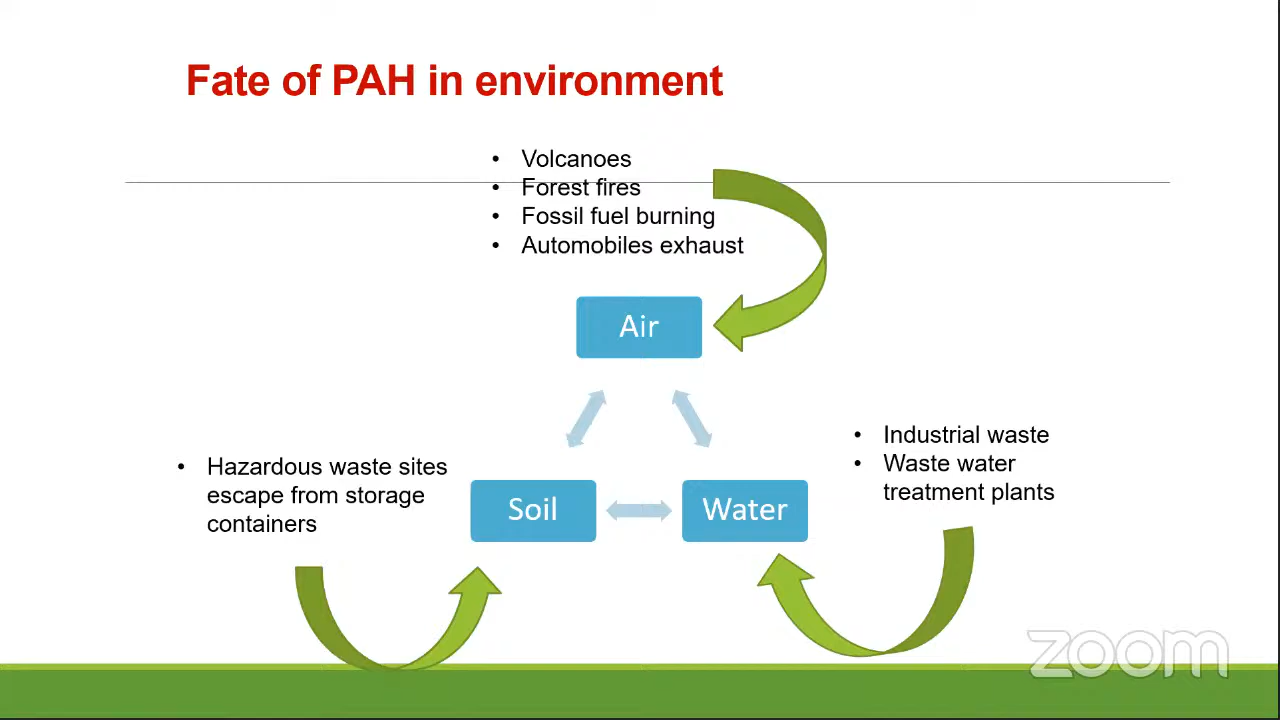 Fate of PAH in environment
• Volcanoes
• Forest fires
• Fossil fuel burning
• Automobiles exhaust
Air
• Industrial waste
• Waste water
treatment plants
• Hazardous waste sites
escape from storage
containers
Soil
Water
zoom